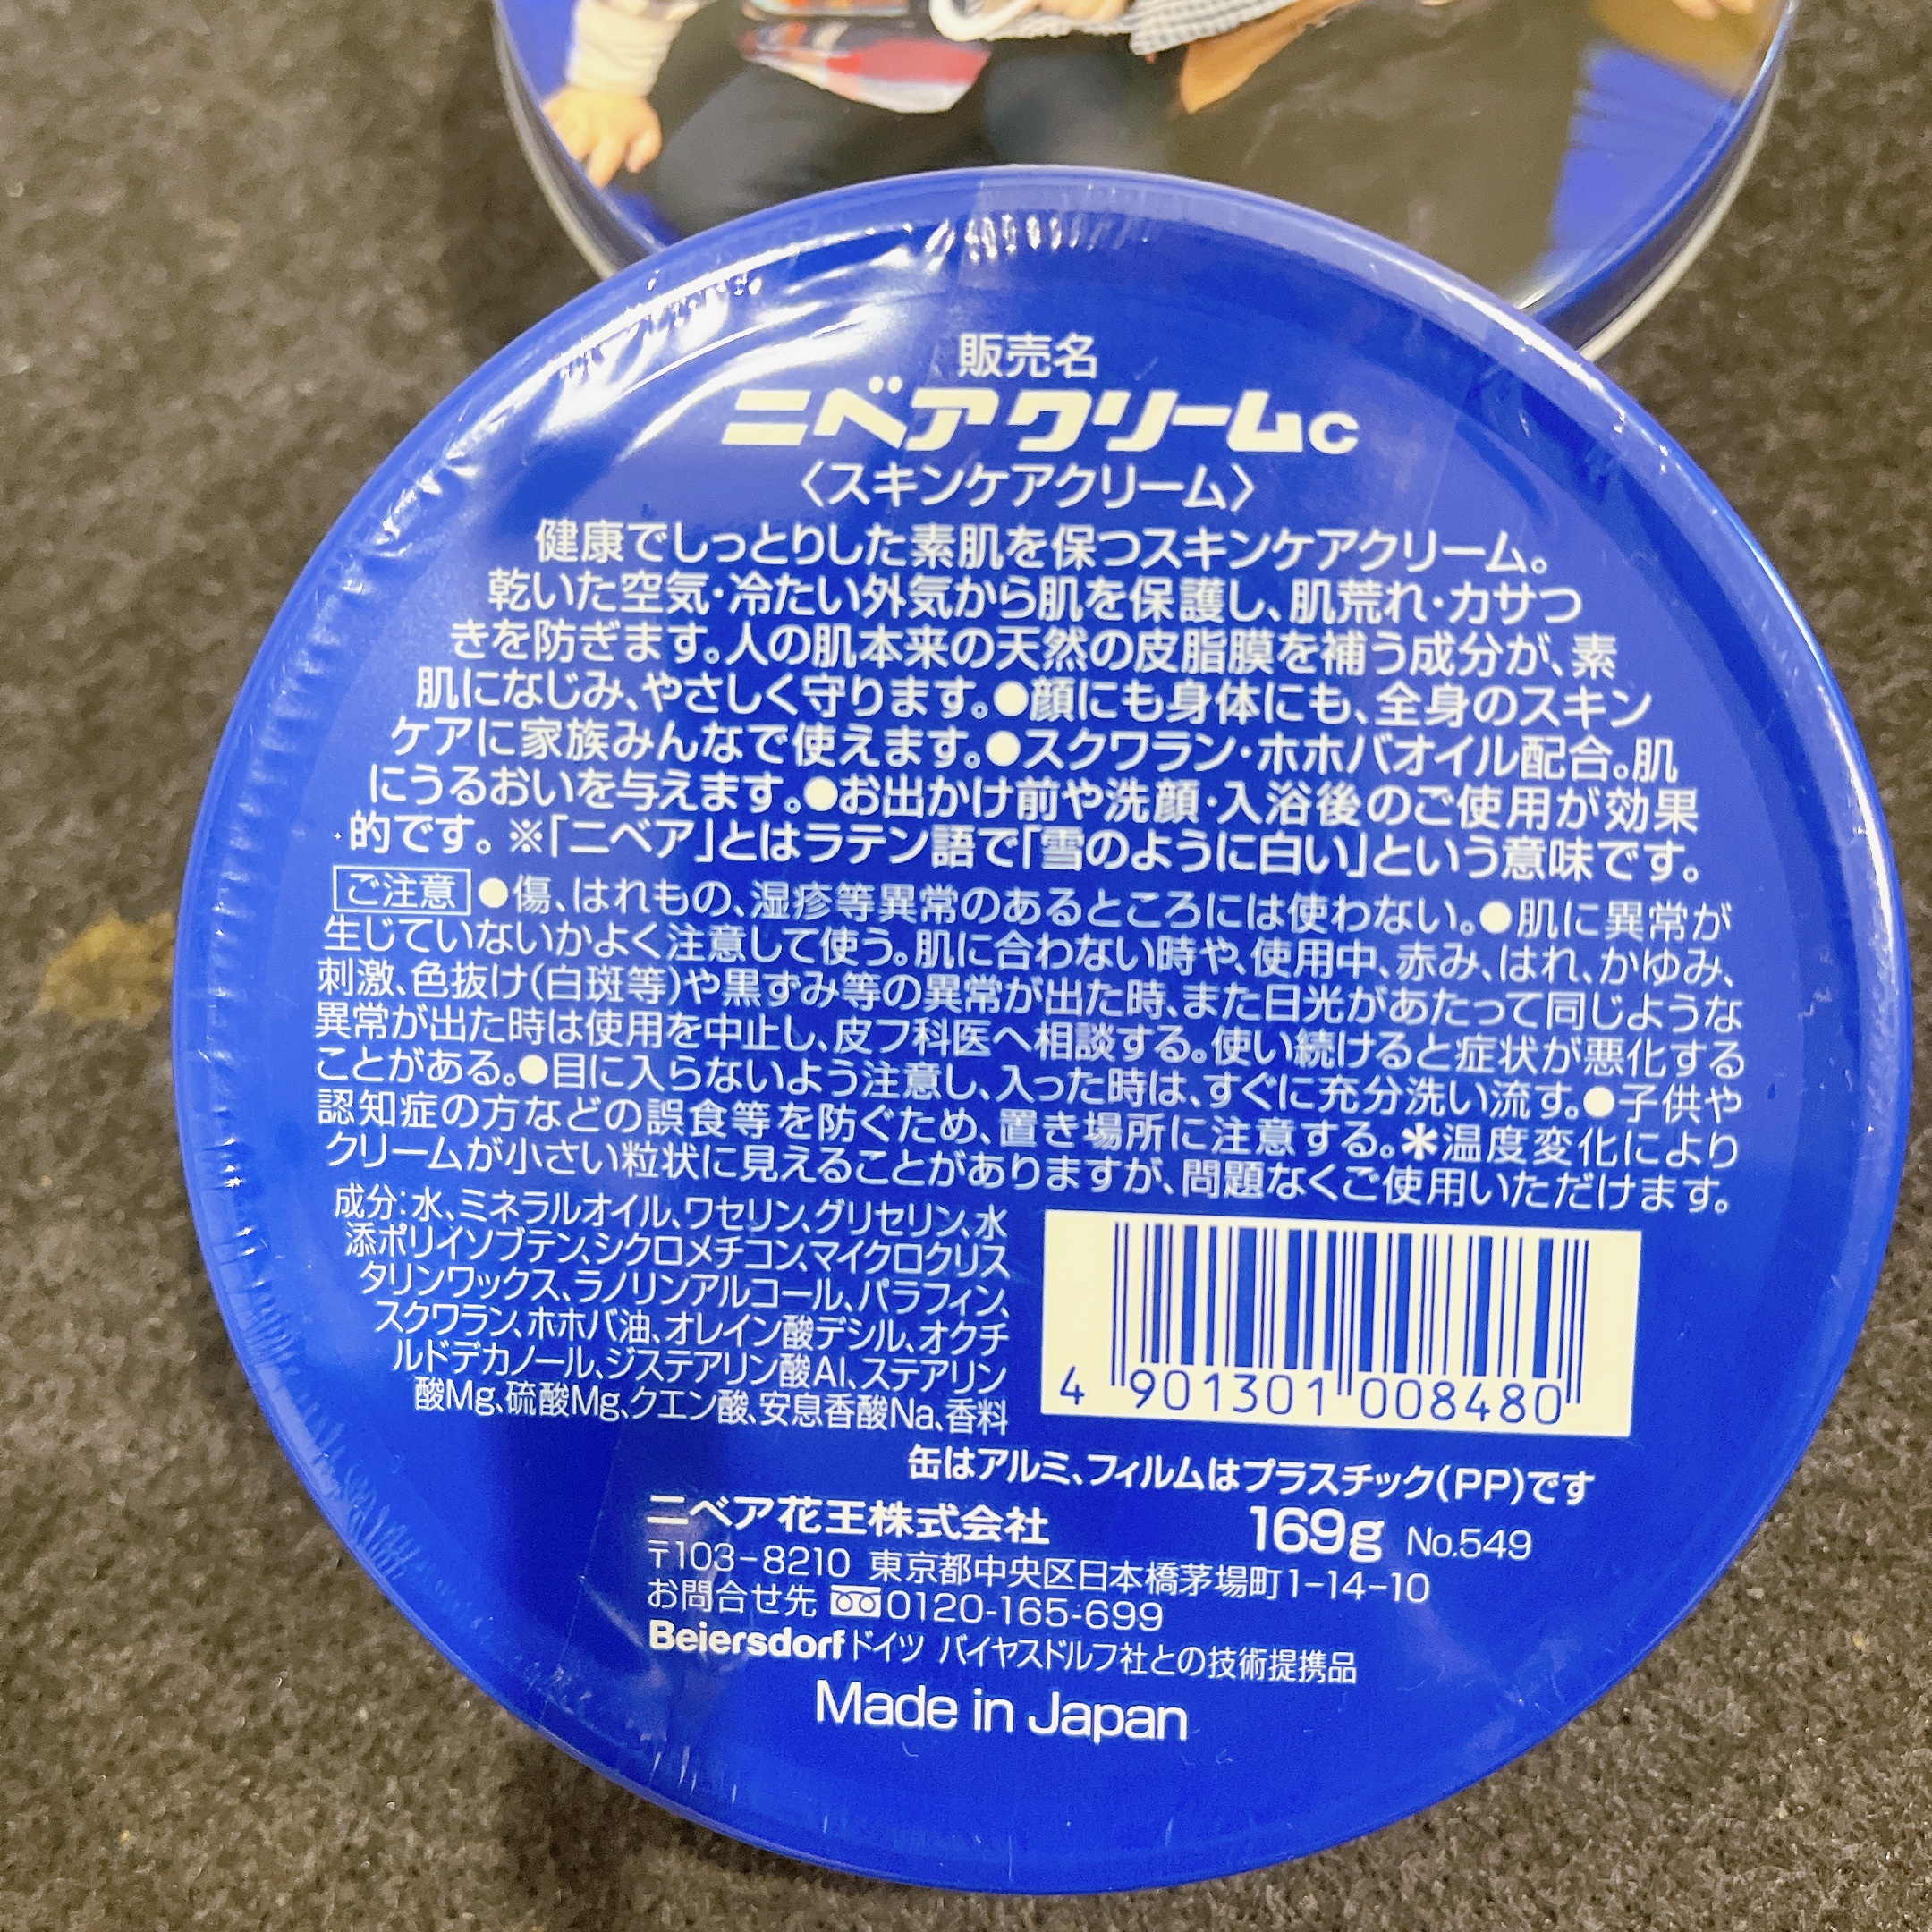 販売名
ニベアクリームc
〈スキンケアクリーム〉
健康でしっとりした素肌を保つスキンケアクリーム。
乾いた空気・冷たい外気から肌を保護し、肌荒れ・カサつ
きを防ぎます。人の肌本来の天然の皮脂膜を補う成分が、素
肌になじみ、やさしく守ります。●顔にも身体にも、全身のスキン
ケアに家族みんなで使えます。●スクワラン・ホホバオイル配合。肌
にうるおいを与えます。●お出かけ前や洗顔・入浴後のご使用が効果
的です。※「ニベア」とはラテン語で「雪のように白い」という意味です。
ご注意 ●傷、はれもの、湿疹等異常のあるところには使わない。●肌に異常が
生じていないかよく注意して使う。肌に合わない時や、使用中、赤み、はれ、かゆみ、
刺激、色抜け(白斑等)や黒ずみ等の異常が出た時、また日光があたって同じような
異常が出た時は使用を中止し、皮フ科医へ相談する。使い続けると症状が悪化する
ことがある。●目に入らないよう注意し、入った時は、すぐに充分洗い流す。●子供や
認知症の方などの誤食等を防ぐため、置き場所に注意する。＊温度変化により
クリームが小さい粒状に見えることがありますが、問題なくご使用いただけます。
成分：水、ミネラルオイル、ワセリン、グリセリン、水
添ポリイソブテン、シクロメチコン、マイクロクリス
タリンワックス、ラノリンアルコール、パラフィン、
スクワラン、ホホバ油、オレイン酸デシル、オクチ
ルドデカノール、ジステアリン酸Al、ステアリン
酸Mg、硫酸Mg、クエン酸、安息香酸Na、香料
4 901301 008480
缶はアルミ、フィルムはプラスチック(PP)です
ニベア花王株式会社 169g No.549
〒103-8210 東京都中央区日本橋茅場町1-14-10
お問合せ先 0120-165-699
Beiersdorfドイツ バイヤスドルフ社との技術提携品
Made in Japan